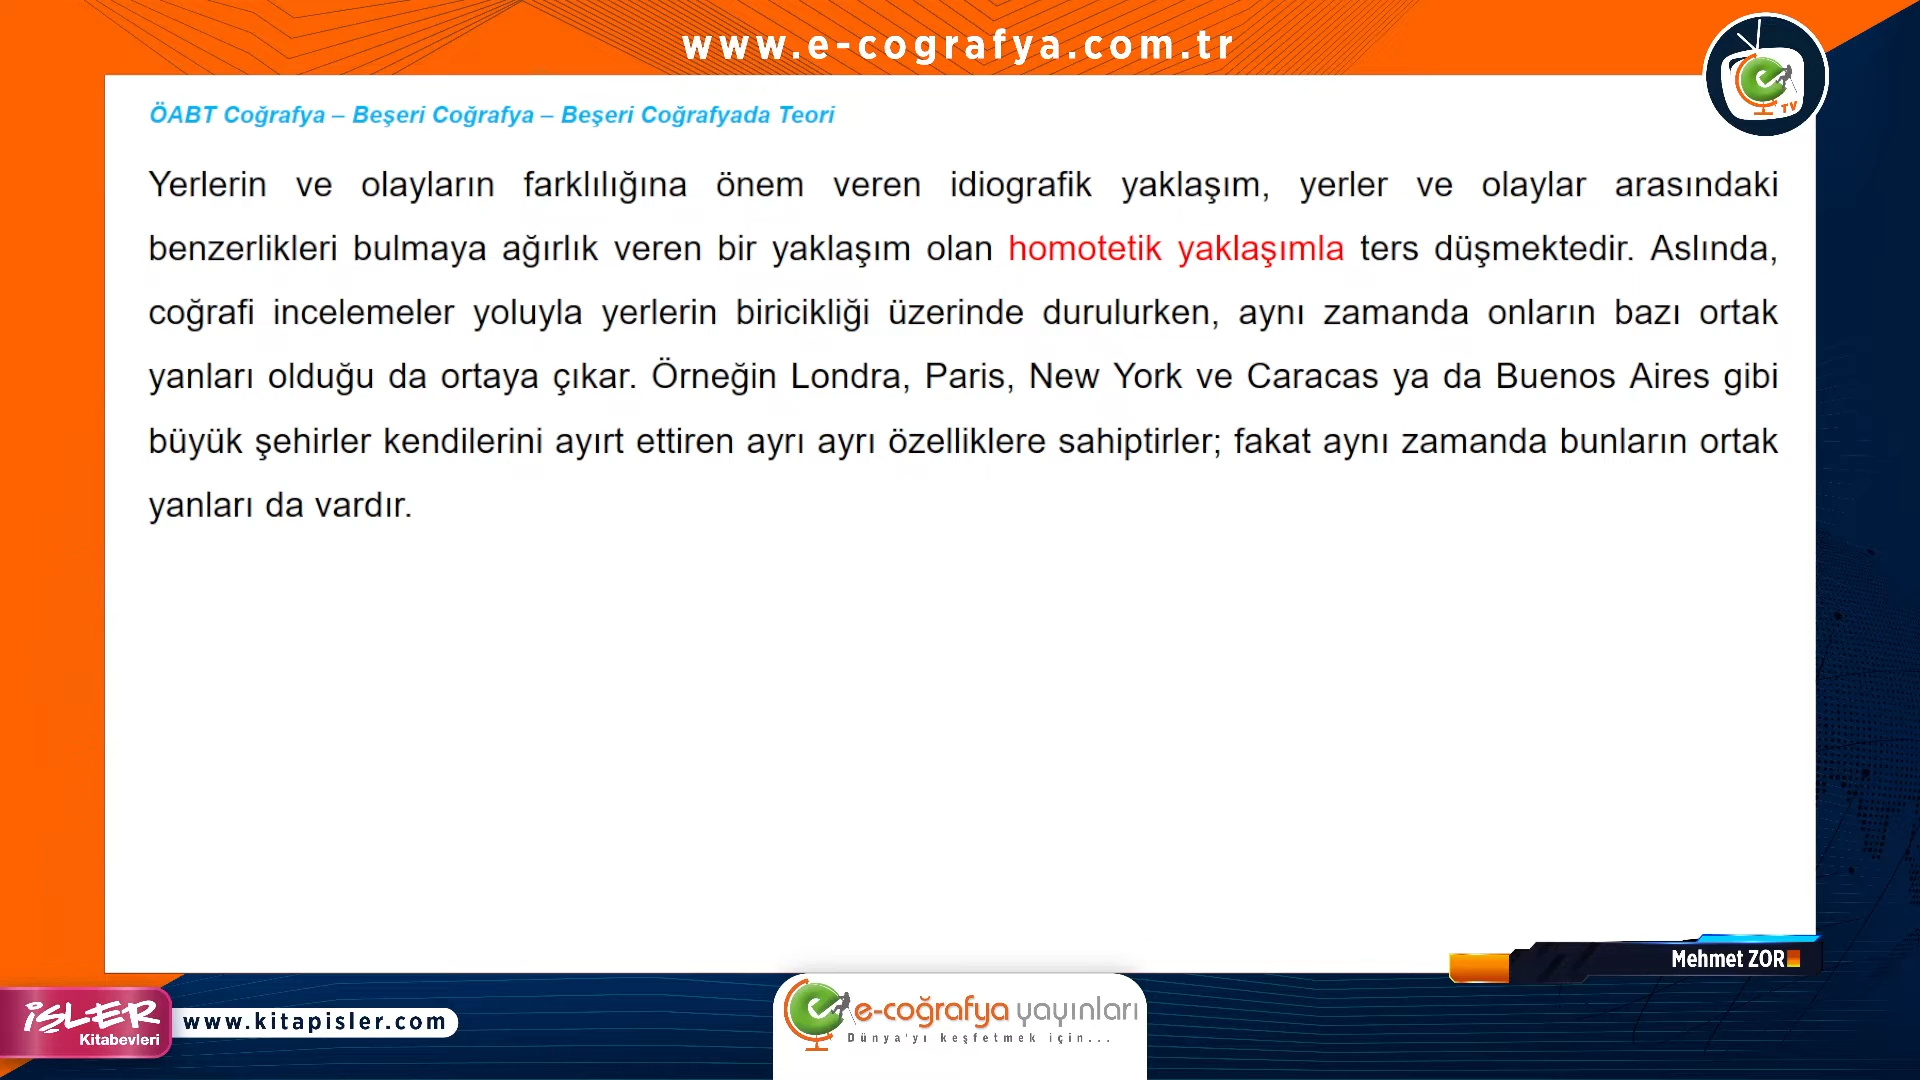 www.e-cografya.com.tr
TV
ÖABT Coğrafya – Beşeri Coğrafya – Beşeri Coğrafyada Teori
Yerlerin ve olayların farklılığına önem veren idiografik yaklaşım, yerler ve olaylar arasındaki
benzerlikleri bulmaya ağırlık veren bir yaklaşım olan homotetik yaklaşımla ters düşmektedir. Aslında,
coğrafi incelemeler yoluyla yerlerin biricikliği üzerinde durulurken, aynı zamanda onların bazı ortak
yanları olduğu da ortaya çıkar. Örneğin Londra, Paris, New York ve Caracas ya da Buenos Aires gibi
büyük şehirler kendilerini ayırt ettiren ayrı ayrı özelliklere sahiptirler; fakat aynı zamanda bunların ortak
yanları da vardır.
Mehmet ZOR
İŞLER
Kitabevleri
www.kitapisler.com
e-coğrafya yayınları
Dünya'yı keşfetmek için...